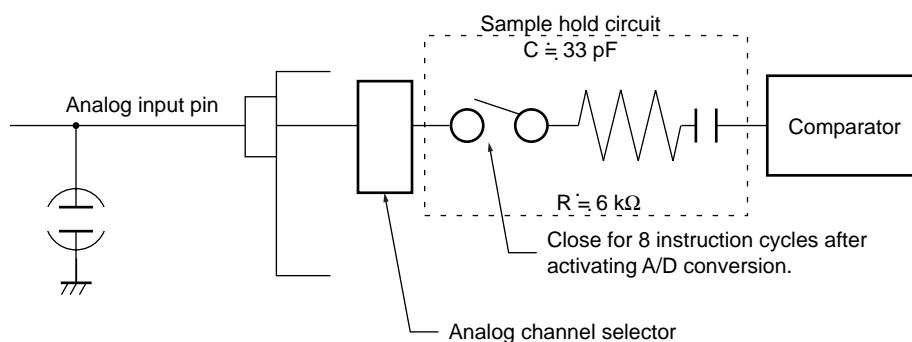 Sample hold circuit
C ≒ 33 pF
Analog input pin
Comparator
R ≒ 6 kΩ
Close for 8 instruction cycles after
activating A/D conversion.
Analog channel selector